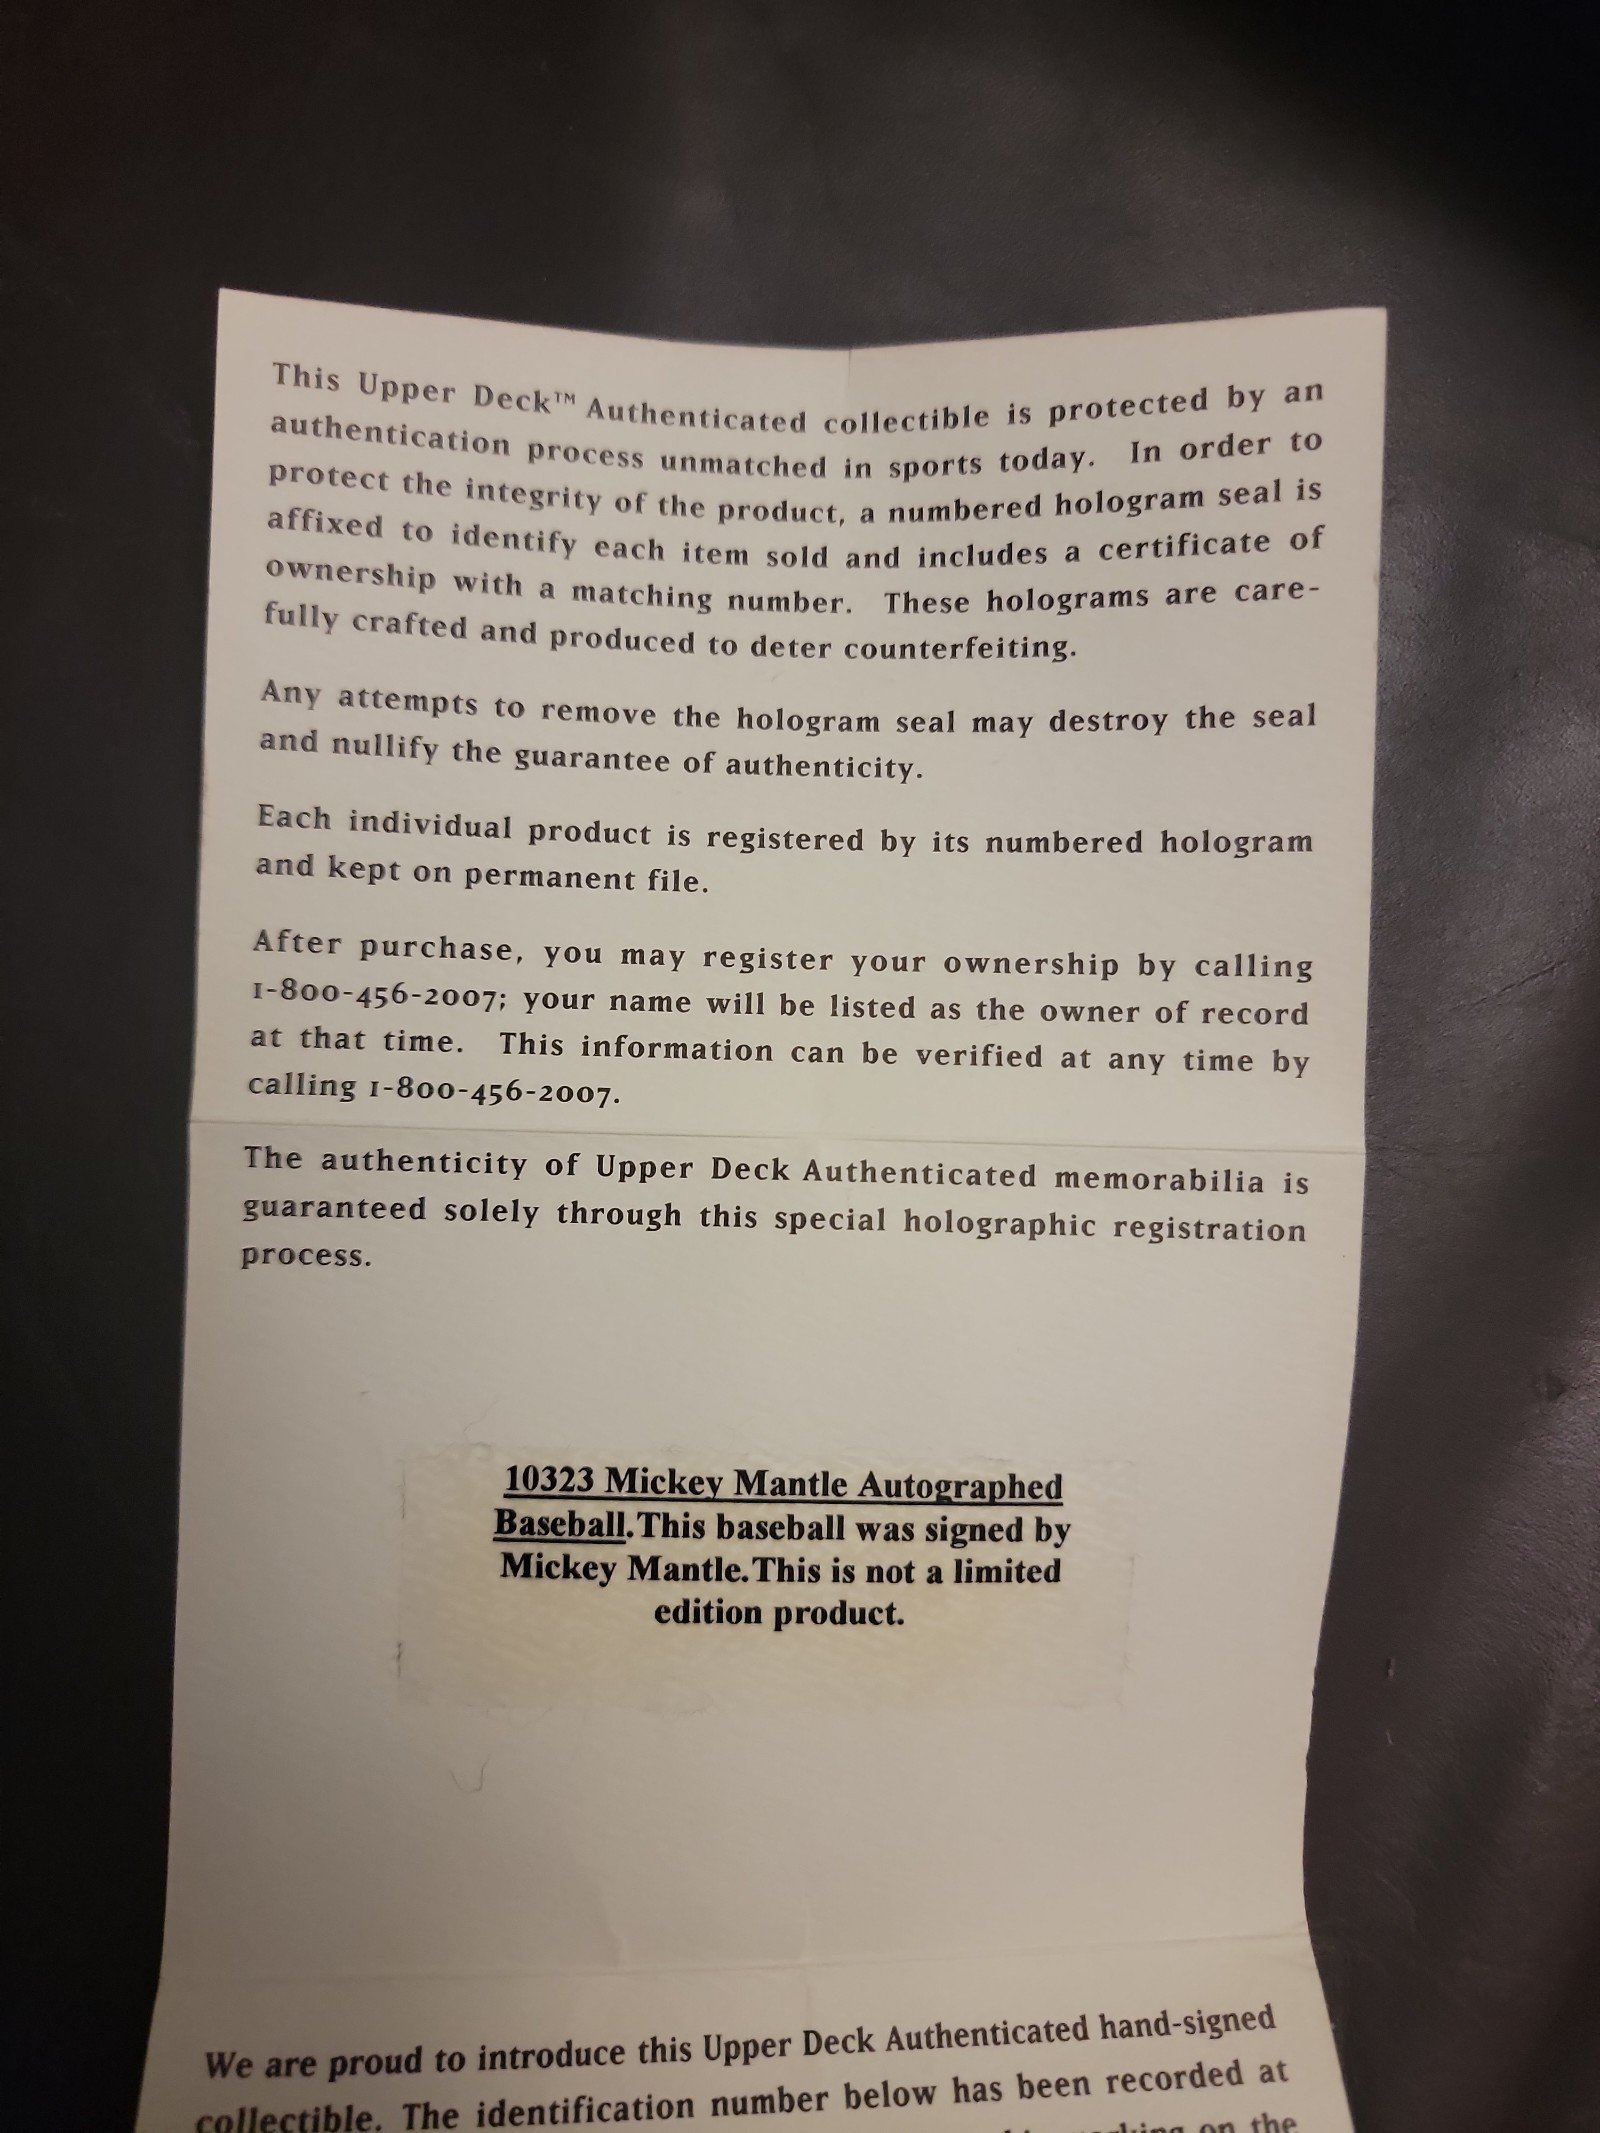 This Upper Deck™ Authenticated collectible is protected by an
authentication process unmatched in sports today. In order to
protect the integrity of the product, a numbered hologram seal is
affixed to identify each item sold and includes a certificate of
ownership with a matching number. These holograms are care-
fully crafted and produced to deter counterfeiting.
Any attempts to remove the hologram seal may destroy the seal
and nullify the guarantee of authenticity.
Each individual product is registered by its numbered hologram
and kept on permanent file.
After purchase, you may register your ownership by calling
1-800-456-2007; your name will be listed as the owner of record
at that time. This information can be verified at any time by
calling 1-800-456-2007.
The authenticity of Upper Deck Authenticated memorabilia is
guaranteed solely through this special holographic registration
process.
10323 Mickey Mantle Autographed
Baseball.This baseball was signed by
Mickey Mantle.This is not a limited
edition product.
We are proud to introduce this Upper Deck Authenticated hand-signed
collectible. The identification number below has been recorded at
on the